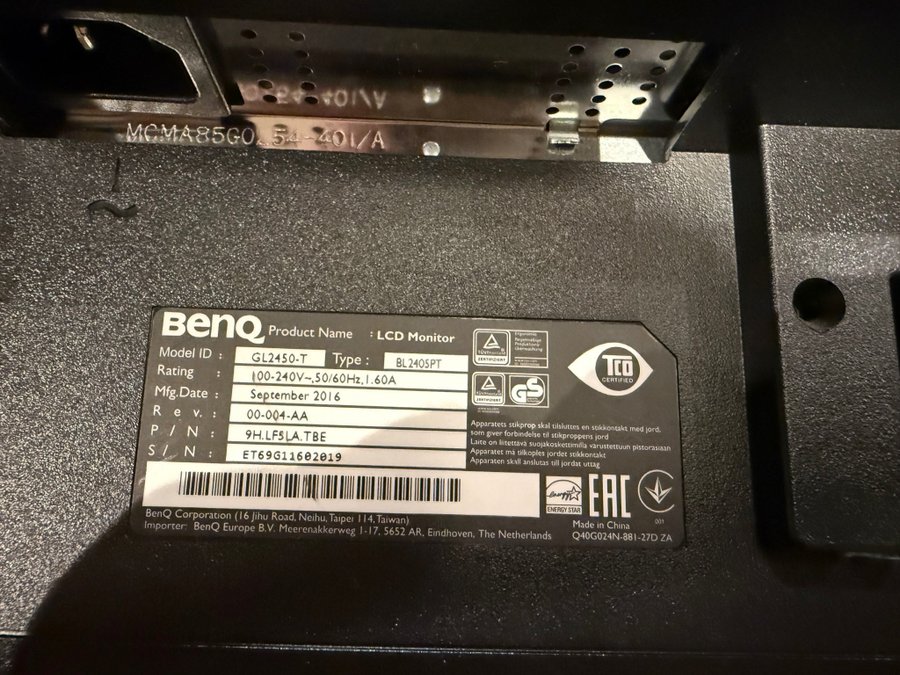 MCMA85G0 54-401/A
~
BenQ Product Name : LCD Monitor
Model ID : GL2450-T Type : BL2405PT
Rating : 100-240V~,50/60Hz,1.60A
Mfg.Date : September 2016
Rev. : 00-004-AA
P/N : 9H.LF5LA.TBE
S/N : ET69G11602019
TCO
CERTIFIED
GS
Apparatets stikprop skal tilsluttes en stikkontakt med jord,
som giver forbindelse til stikproppens jord
Laite on liitettävä suojakoskettimilla varustettuun pistorasiaan
Apparatet må tilkoples jordet stikkontakt
Apparaten skall anslutas till jordat uttag
ENERGY STAR
EAC
001
BenQ Corporation (16 Jihu Road, Neihu, Taipei 114, Taiwan)
Importer: BenQ Europe B.V. Meerenakkerweg 1-17, 5652 AR, Eindhoven, The Netherlands
Made in China
Q40G024N-881-27D ZA